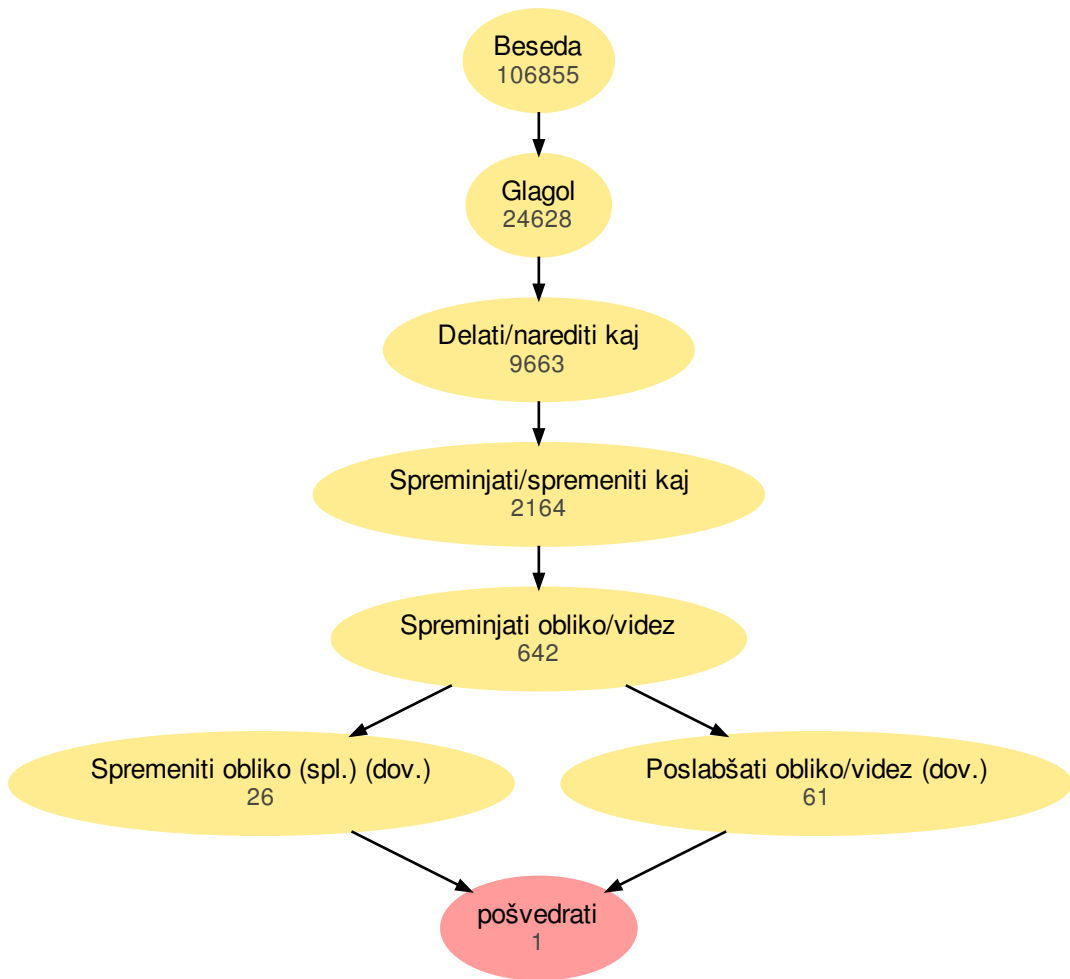 Beseda
106855
Glagol
24628
Delati/narediti kaj
9663
Spreminjati/spremeniti kaj
2164
Spreminjati obliko/videz
642
Spremeniti obliko (spl.) (dov.)
26
Poslabšati obliko/videz (dov.)
61
pošvedrati
1